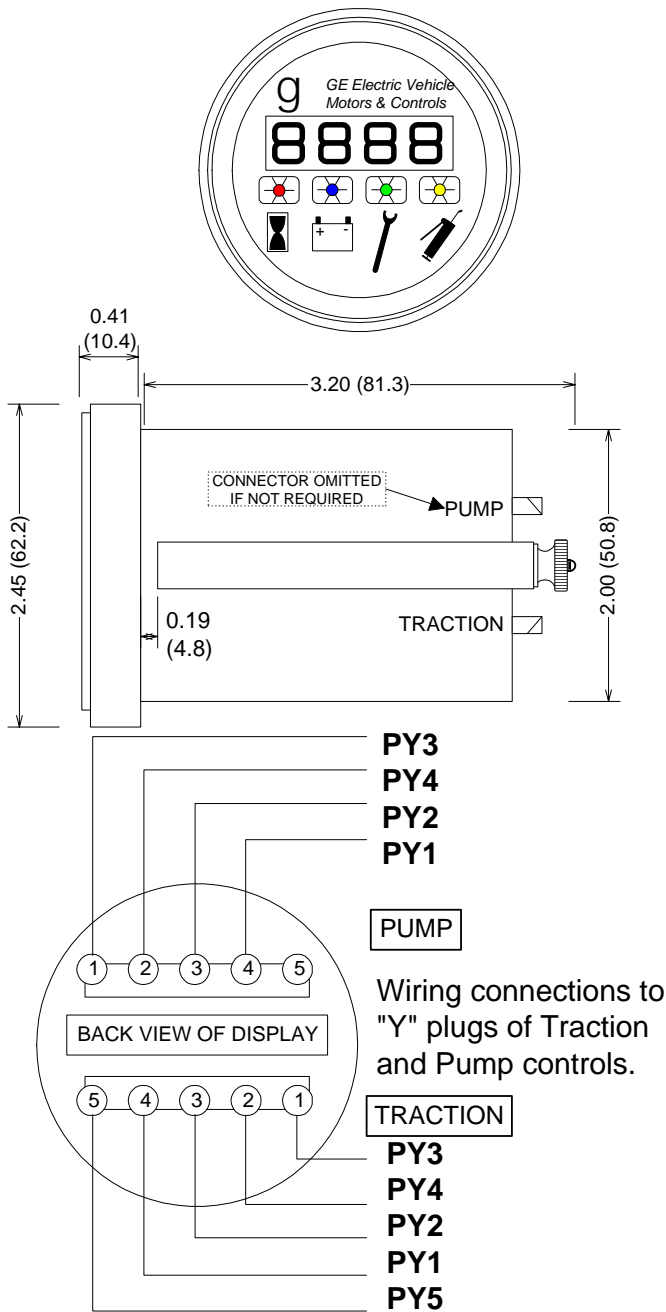 g
GE Electric Vehicle
Motors & Controls
8888
+ -
0.41
(10.4)
3.20 (81.3)
CONNECTOR OMITTED
IF NOT REQUIRED
PUMP
2.45 (62.2)
2.00 (50.8)
0.19
(4.8)
TRACTION
PY3
PY4
PY2
PY1
PUMP
1 2 3 4 5
Wiring connections to
"Y" plugs of Traction
and Pump controls.
BACK VIEW OF DISPLAY
5 4 3 2 1
TRACTION
PY3
PY4
PY2
PY1
PY5